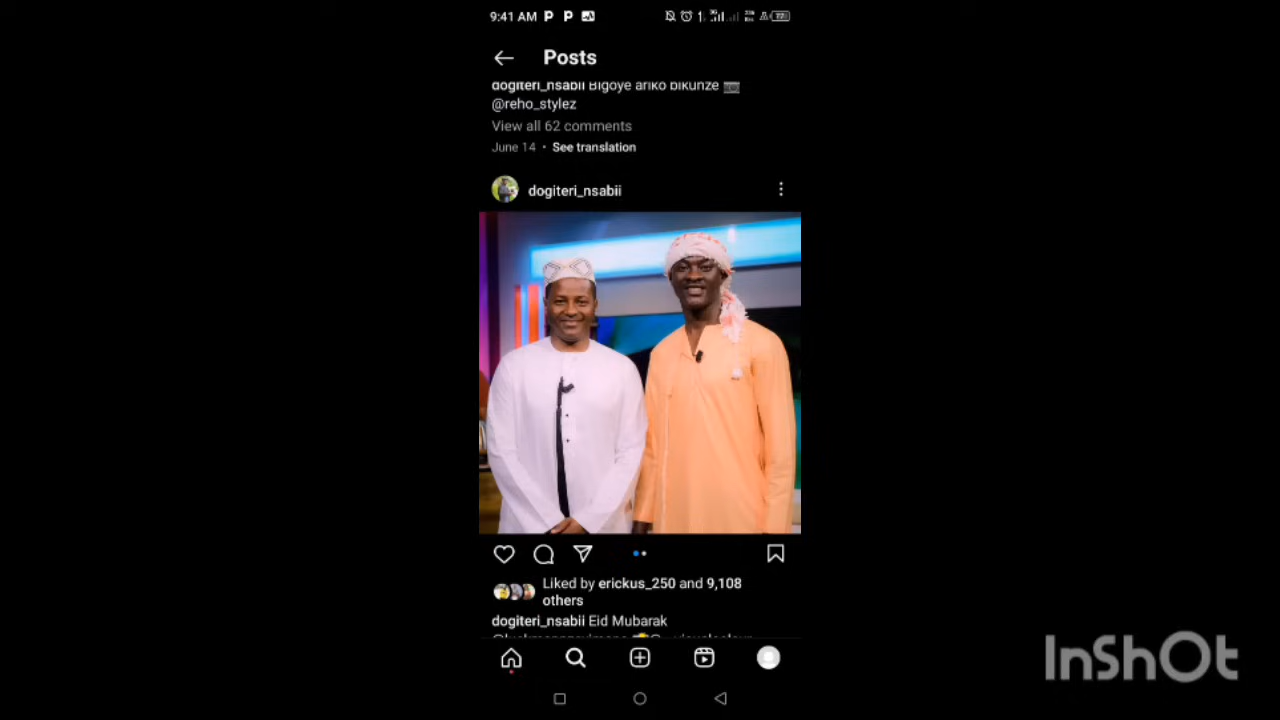 9:41 AM
Posts
dogiteri_nsabii Bigoye ariko bikunze
@reho_stylez
View all 62 comments
June 14 • See translation
dogiteri_nsabii
Liked by erickus_250 and 9,108
others
dogiteri_nsabii Eid Mubarak
InShOt